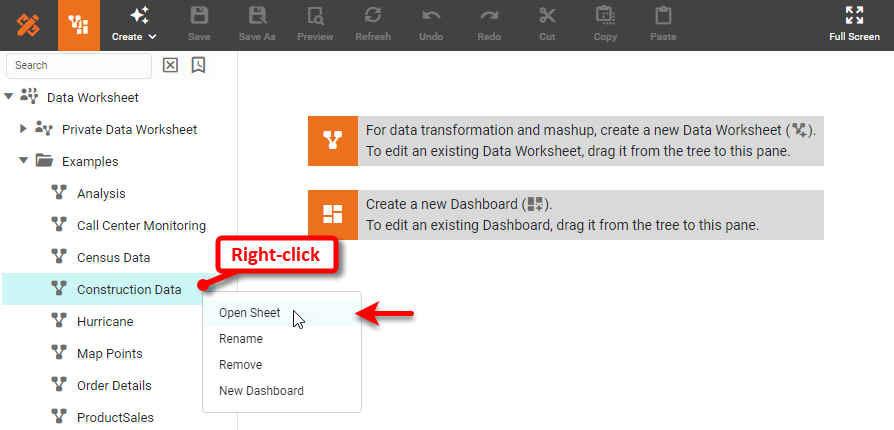 Create
Save
Save As
Preview
Refresh
Undo
Redo
Cut
Copy
Paste
Full Screen
Search
Data Worksheet
Private Data Worksheet
Examples
Analysis
Call Center Monitoring
Census Data
Construction Data
Hurricane
Map Points
Order Details
ProductSales
For data transformation and mashup, create a new Data Worksheet ( ).
To edit an existing Data Worksheet, drag it from the tree to this pane.
Create a new Dashboard ( ).
To edit an existing Dashboard, drag it from the tree to this pane.
Right-click
Open Sheet
Rename
Remove
New Dashboard